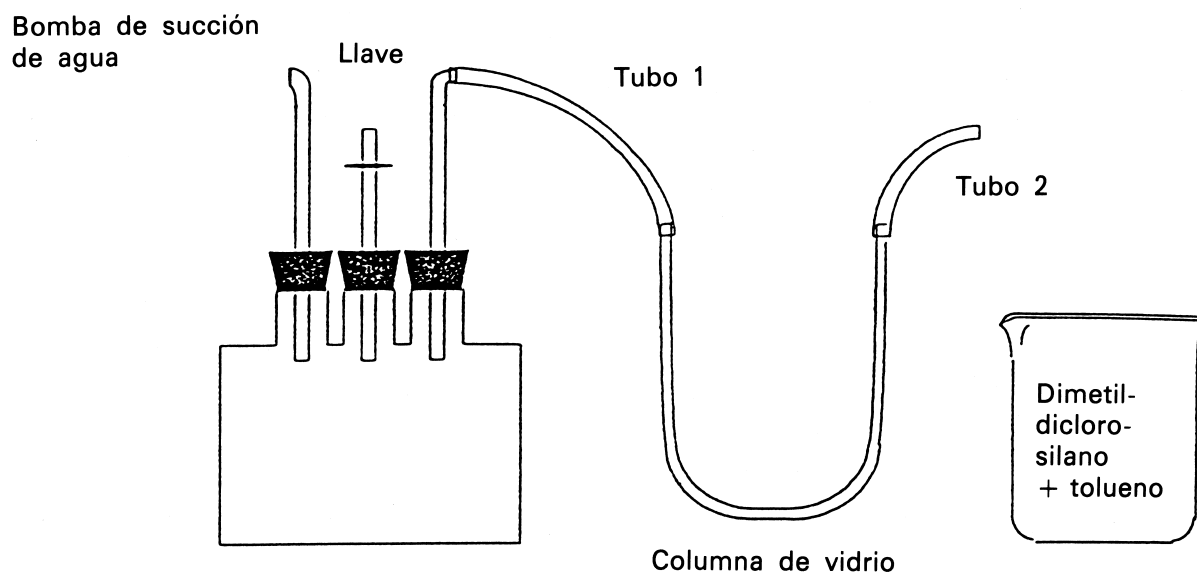 Bomba de succión
de agua
Llave
Tubo 1
Tubo 2
Dimetil-
dicloro-
silano
+ tolueno
Columna de vidrio